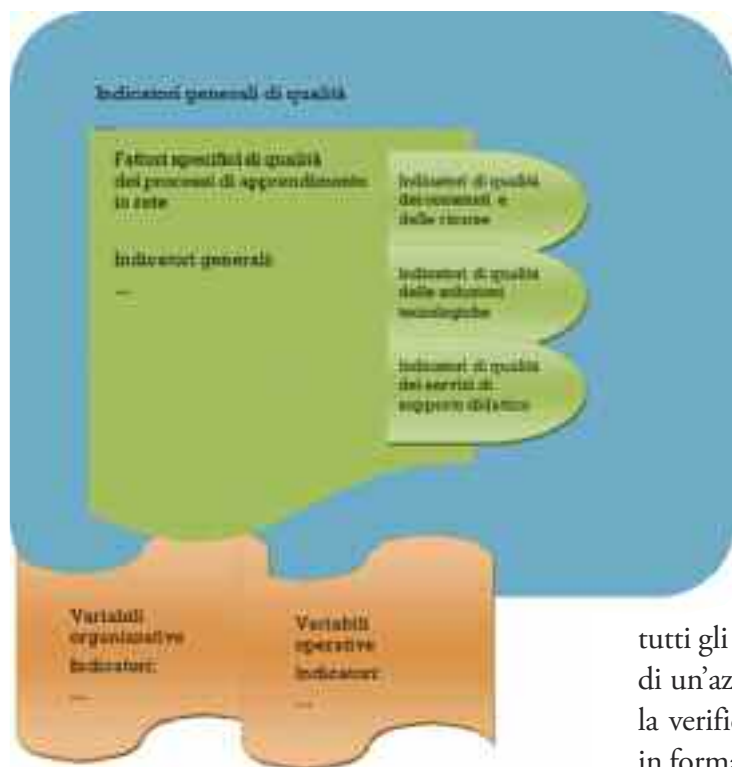 Indicatori generali di qualità
...
Fattori specifici di qualità
dei processi di apprendimento
in rete
Indicatori generali:
...
Indicatori di qualità
dei contenuti e
delle risorse
Indicatori di qualità
delle soluzioni
tecnologiche
Indicatori di qualità
dei servizi di
supporto didattico
Variabili
organizzative
Indicatori:
...
Variabili
operative
Indicatori:
...
tutti gli
di un'az
la verific
in forma